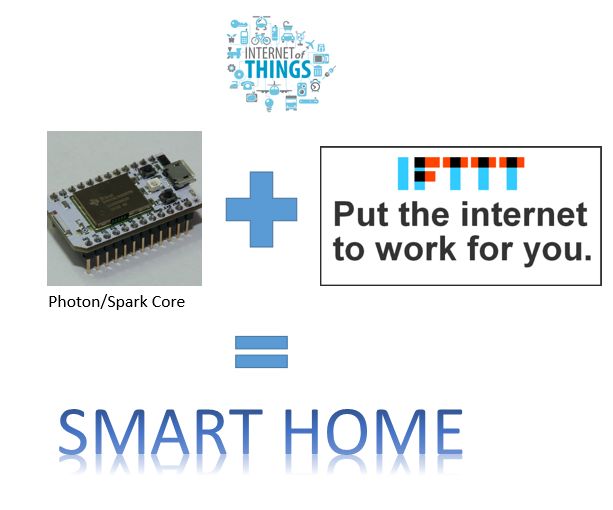 INTERNET of
THINGS
IFTTT
Put the internet
to work for you.
Photon/Spark Core
SMART HOME